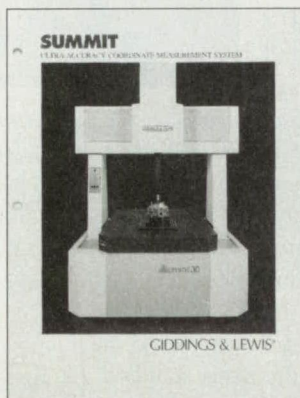 SUMMIT
ULTRA ACCURACY COORDINATE MEASUREMENT SYSTEM
GIDDINGS & LEWIS®